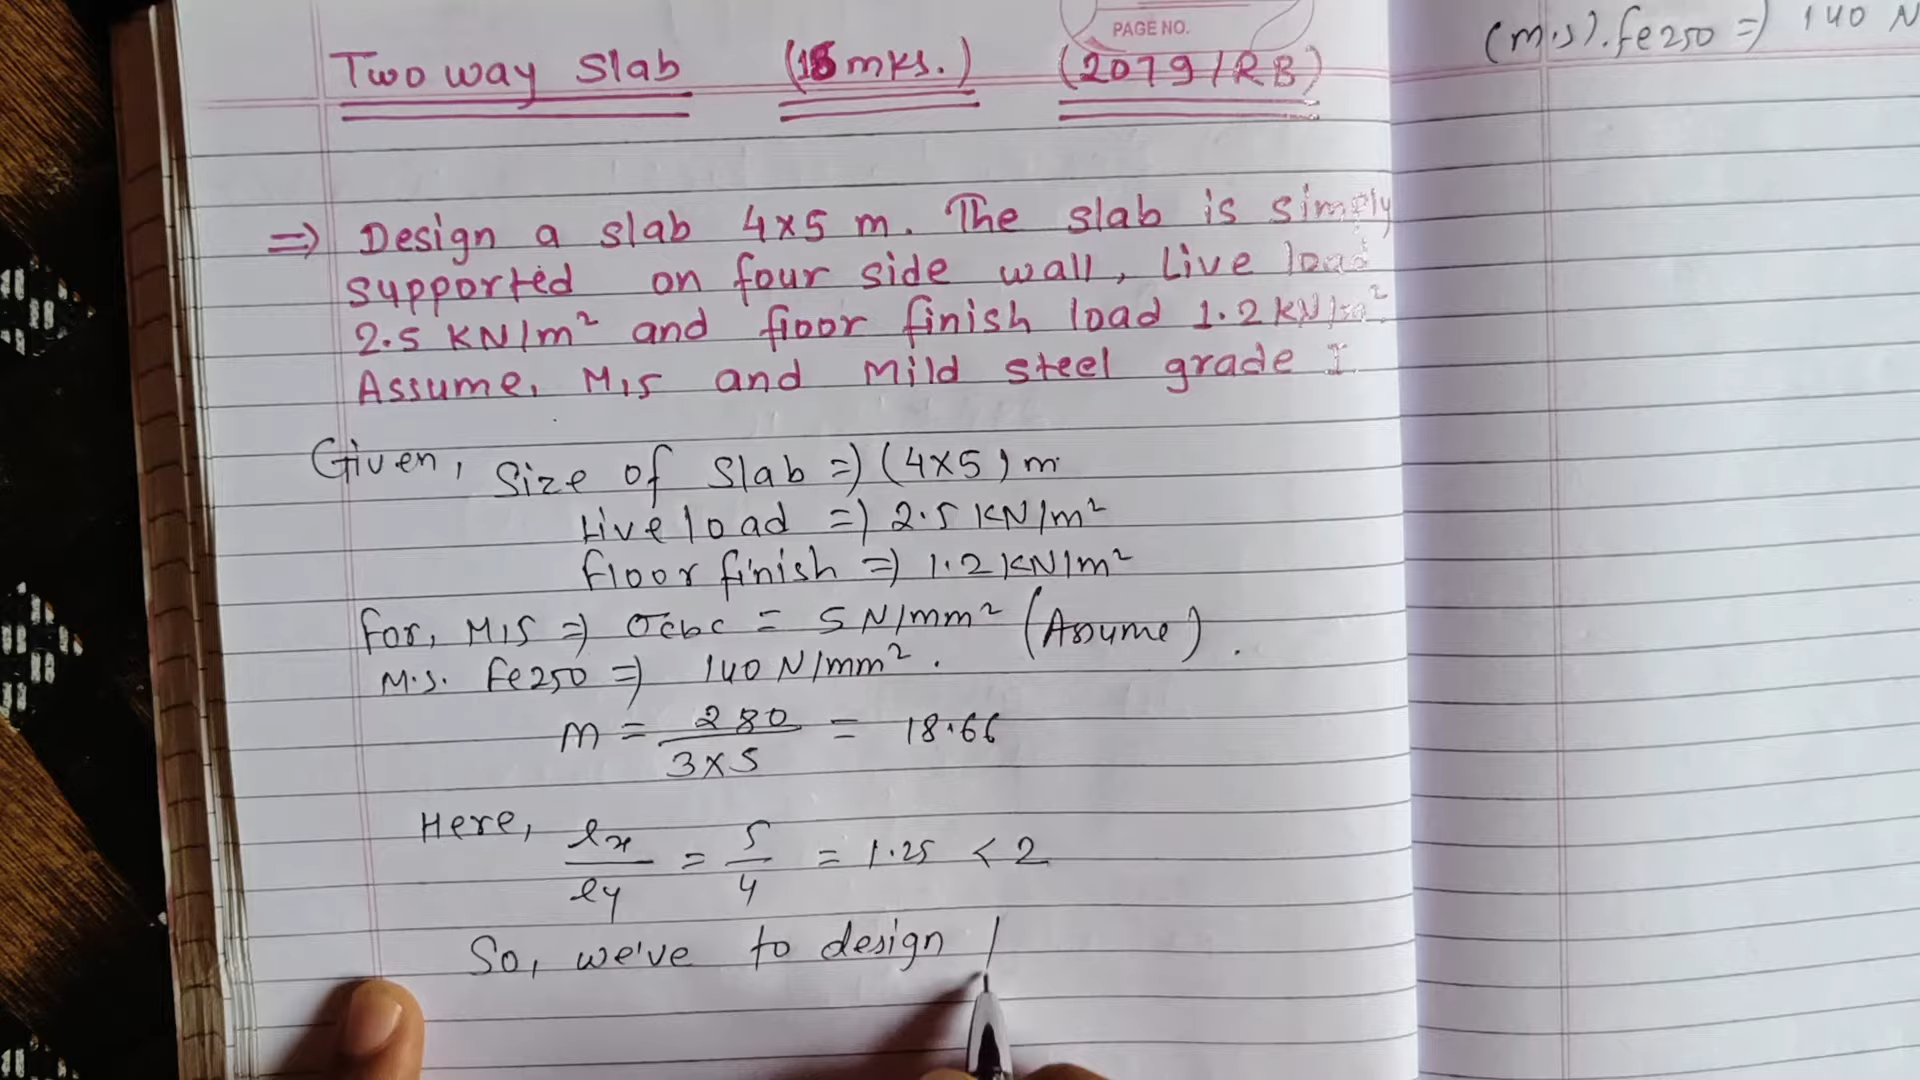 PAGE NO.
Two way Slab (15 mks.) (2079/RB)
(m.s).fe250 => 140 N
=> Design a slab 4x5 m. The slab is simply
supported on four side wall, Live load
2.5 KN/m² and floor finish load 1.2 KN/m².
Assume, M15 and Mild steel grade I
Given, Size of Slab => (4x5) m
Live load => 2.5 KN/m²
floor finish => 1.2 KN/m²
for, M15 => σcbc = 5 N/mm² (Assume).
M.S. fe250 => 140 N/mm².
m = 280 / 3x5 = 18.66
Here, lx / ly = 5 / 4 = 1.25 < 2
So, we've to design